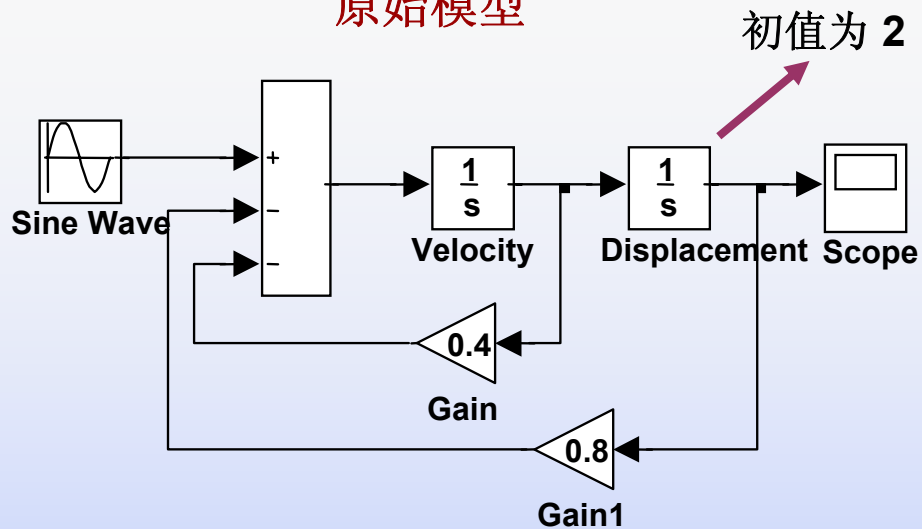 原始模型
初值为 2
+
−
−
1
s
1
s
Sine Wave
Velocity
Displacement
Scope
0.4
Gain
0.8
Gain1